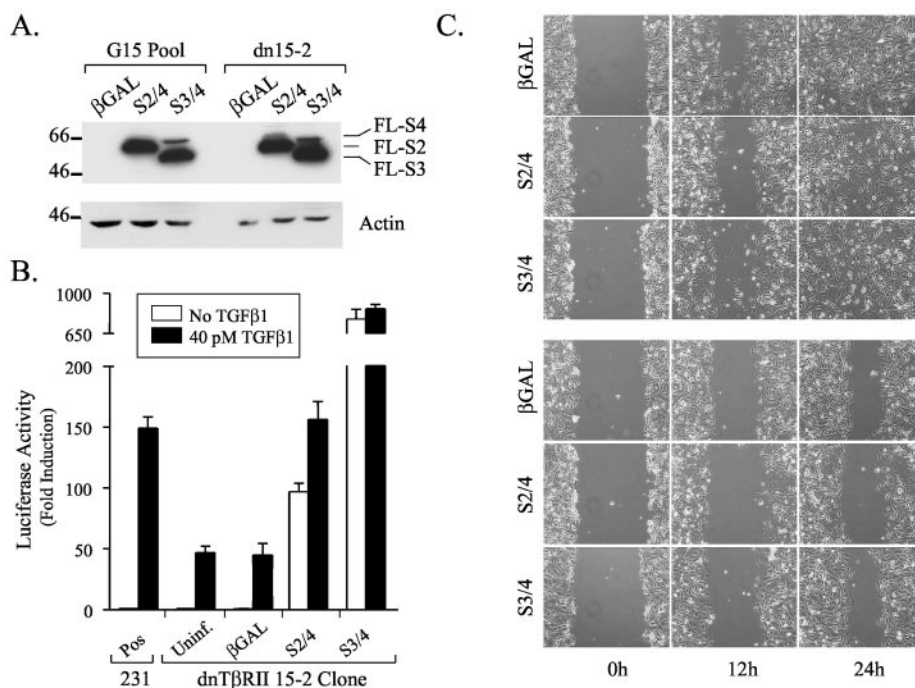 A.
G15 Pool dn15-2
βGAL S2/4 S3/4 βGAL S2/4 S3/4
66
46
FL-S4
FL-S2
FL-S3
46
Actin
B.
1000
650
200
150
100
50
0
No TGFβ1
40 pM TGFβ1
Luciferase Activity
(Fold Induction)
Pos Uninf. βGAL S2/4 S3/4
231 dnTβRII 15-2 Clone
C.
βGAL
S2/4
S3/4
βGAL
S2/4
S3/4
0h 12h 24h